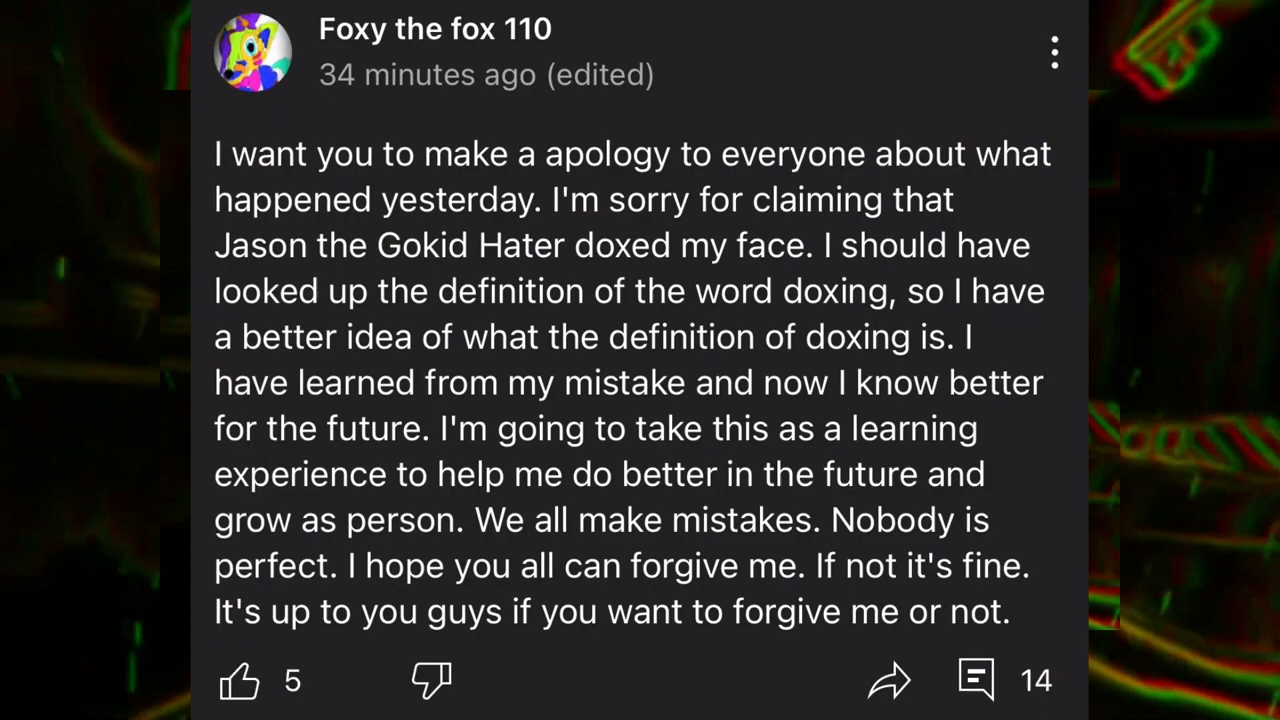 Foxy the fox 110
34 minutes ago (edited)
I want you to make a apology to everyone about what
happened yesterday. I'm sorry for claiming that
Jason the Gokid Hater doxed my face. I should have
looked up the definition of the word doxing, so I have
a better idea of what the definition of doxing is. I
have learned from my mistake and now I know better
for the future. I'm going to take this as a learning
experience to help me do better in the future and
grow as person. We all make mistakes. Nobody is
perfect. I hope you all can forgive me. If not it's fine.
It's up to you guys if you want to forgive me or not.
5
14